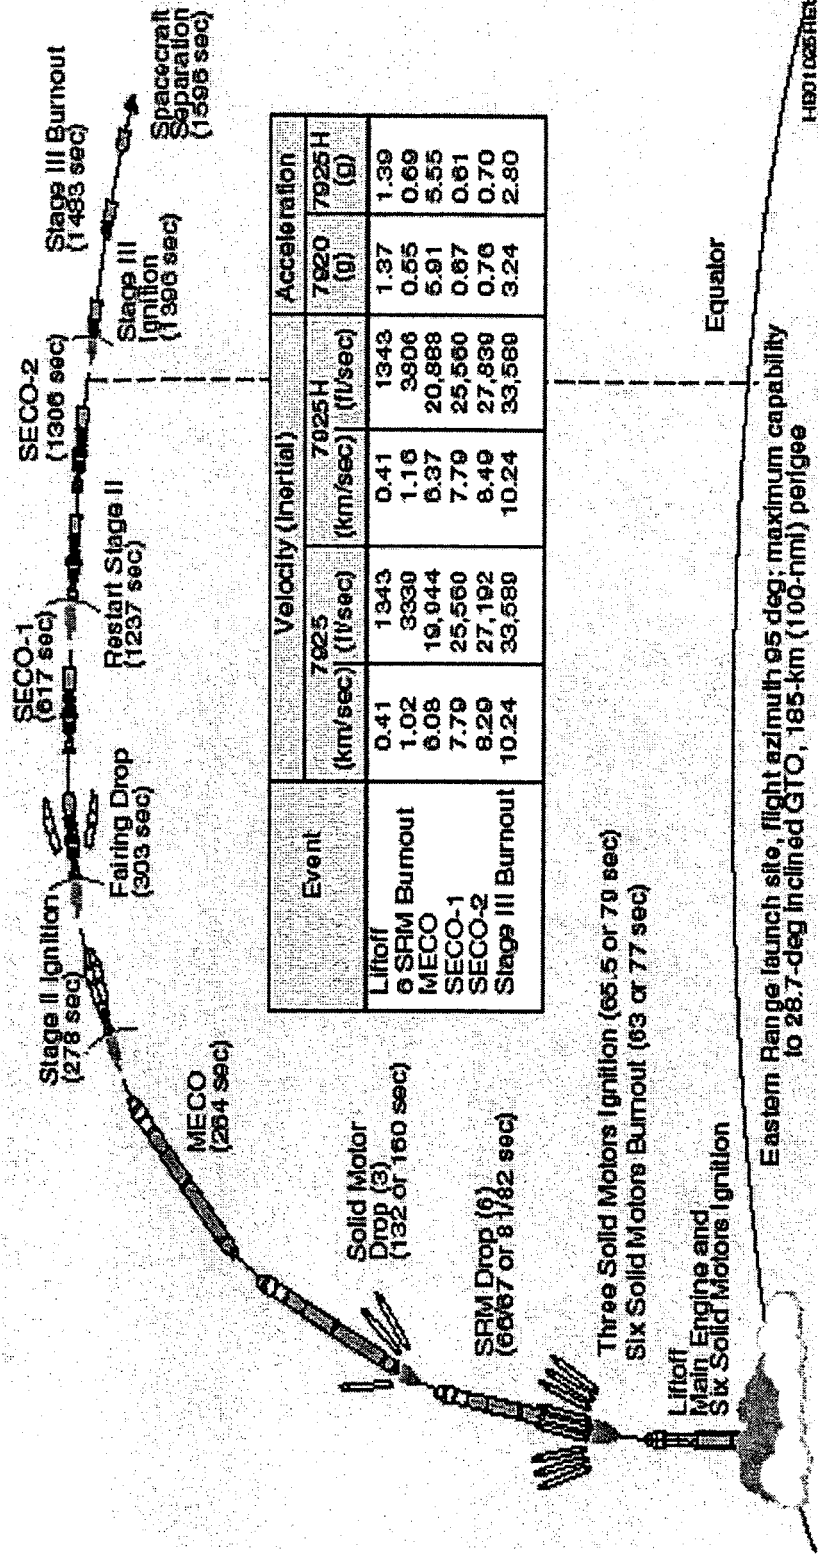 SECO-1
(617 sec)
SECO-2
(1306 sec)
Stage III Burnout
(1483 sec)
Stage II Ignition
(278 sec)
Fairing Drop
(303 sec)
Restart Stage II
(1237 sec)
Stage III
Ignition
(1396 sec)
Spacecraft
Separation
(1596 sec)
MECO
(264 sec)
Solid Motor
Drop (3)
(132 or 160 sec)
SRM Drop (6)
(66/67 or 81/82 sec)
Three Solid Motors Ignition (65.5 or 79 sec)
Six Solid Motors Burnout (63 or 77 sec)
Liftoff
Main Engine and
Six Solid Motors Ignition
Event Velocity (Inertial) Acceleration
7925 7925H 7920 7925H
(km/sec) (ft/sec) (km/sec) (ft/sec) (g) (g)
Liftoff 0.41 1343 0.41 1343 1.37 1.39
6 SRM Burnout 1.02 3339 1.16 3806 0.55 0.69
MECO 6.08 19,944 6.37 20,888 5.91 5.55
SECO-1 7.79 25,560 7.79 25,560 0.67 0.61
SECO-2 8.29 27,192 8.49 27,839 0.76 0.70
Stage III Burnout 10.24 33,589 10.24 33,589 3.24 2.80
Equator
Eastern Range launch site, flight azimuth 95 deg; maximum capability
to 28.7-deg inclined GTO, 185-km (100-nmi) perigee